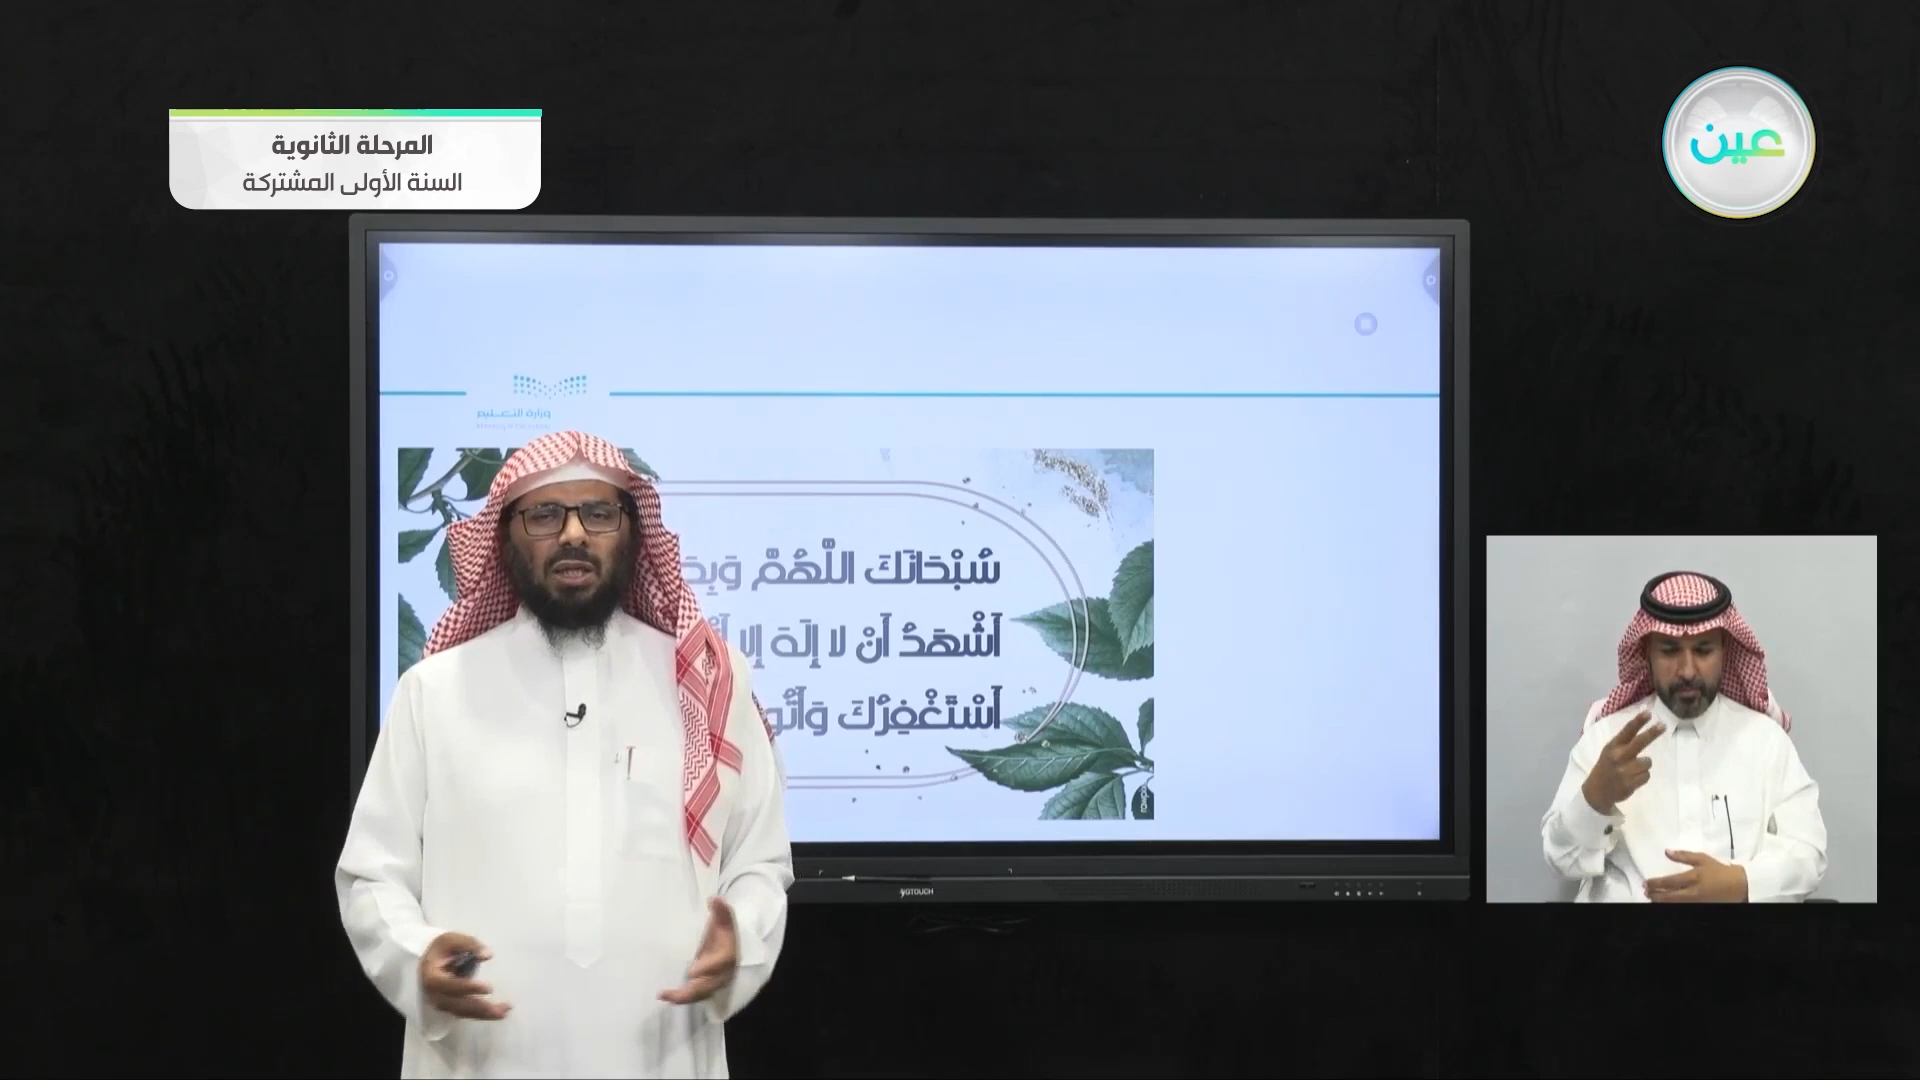 المرحلة الثانوية
السنة الأولى المشتركة
عين
وزارة التعليم
سُبْحَانَكَ اللَّهُمَّ
أَشْهَدُ أَنْ لا إِلَهَ إِلا
أَسْتَغْفِرُكَ